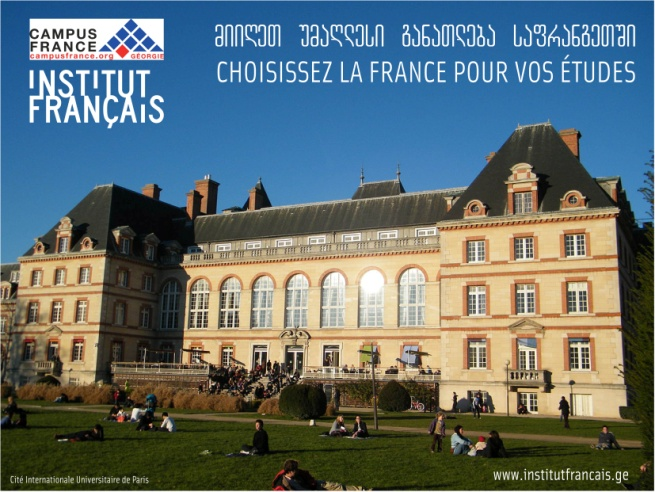 CAMPUS
FRANCE
campusfrance.org
GÉORGIE
INSTITUT
FRANÇAIS
მიიღეთ უმაღლესი განათლება საფრანგეთში
CHOISISSEZ LA FRANCE POUR VOS ÉTUDES
Cité Internationale Universitaire de Paris
www.institutfrancais.ge